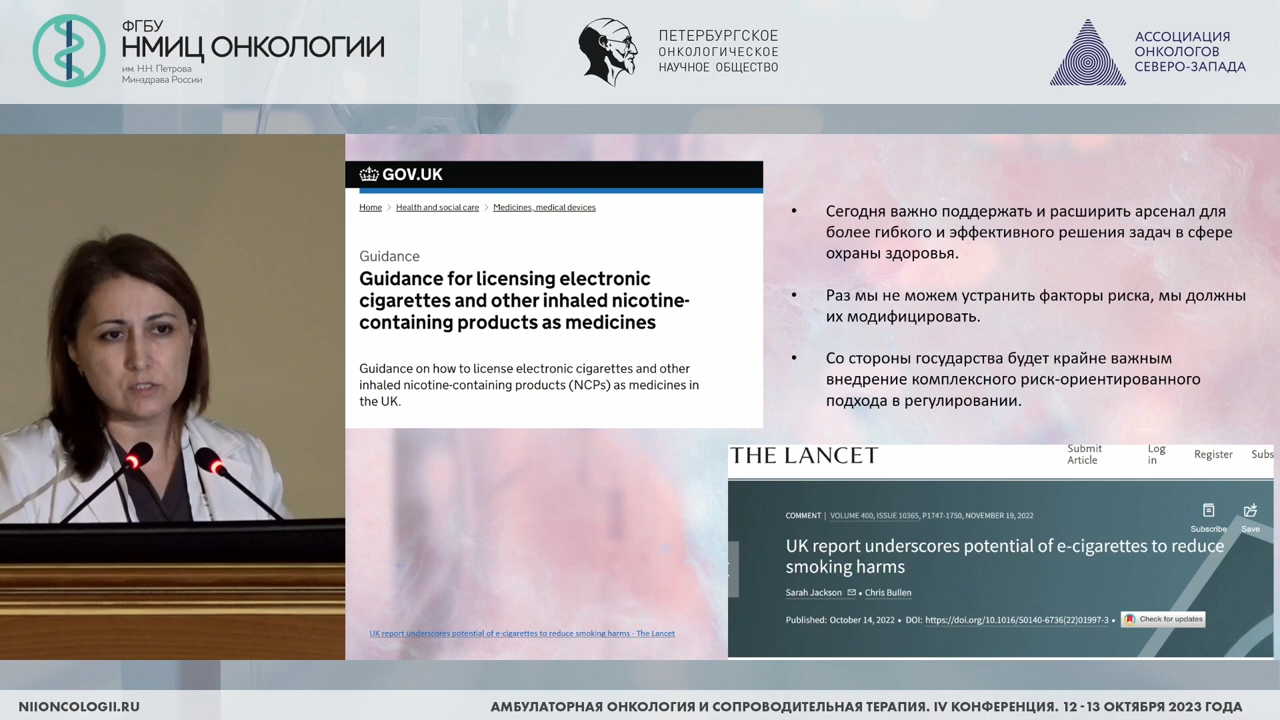 ФГБУ
НМИЦ ОНКОЛОГИИ
им. Н.Н. Петрова
Минздрава России
ПЕТЕРБУРГСКОЕ
ОНКОЛОГИЧЕСКОЕ
НАУЧНОЕ ОБЩЕСТВО
АССОЦИАЦИЯ
ОНКОЛОГОВ
СЕВЕРО-ЗАПАДА
GOV.UK
Home > Health and social care > Medicines, medical devices
Guidance
Guidance for licensing electronic
cigarettes and other inhaled nicotine-
containing products as medicines
Guidance on how to license electronic cigarettes and other
inhaled nicotine-containing products (NCPs) as medicines in
the UK.
• Сегодня важно поддержать и расширить арсенал для
более гибкого и эффективного решения задач в сфере
охраны здоровья.
• Раз мы не можем устранить факторы риска, мы должны
их модифицировать.
• Со стороны государства будет крайне важным
внедрение комплексного риск-ориентированного
подхода в регулировании.
THE LANCET
Submit
Article
Log
in
Register
Subs
COMMENT | VOLUME 400, ISSUE 10365, P1747-1750, NOVEMBER 19, 2022
Subscribe
Save
UK report underscores potential of e-cigarettes to reduce
smoking harms
Sarah Jackson • Chris Bullen
Published: October 14, 2022 • DOI: https://doi.org/10.1016/S0140-6736(22)01997-3 •
Check for updates
UK report underscores potential of e-cigarettes to reduce smoking harms - The Lancet
NIIONCOLOGII.RU
АМБУЛАТОРНАЯ ОНКОЛОГИЯ И СОПРОВОДИТЕЛЬНАЯ ТЕРАПИЯ. IV КОНФЕРЕНЦИЯ. 12 - 13 ОКТЯБРЯ 2023 ГОДА